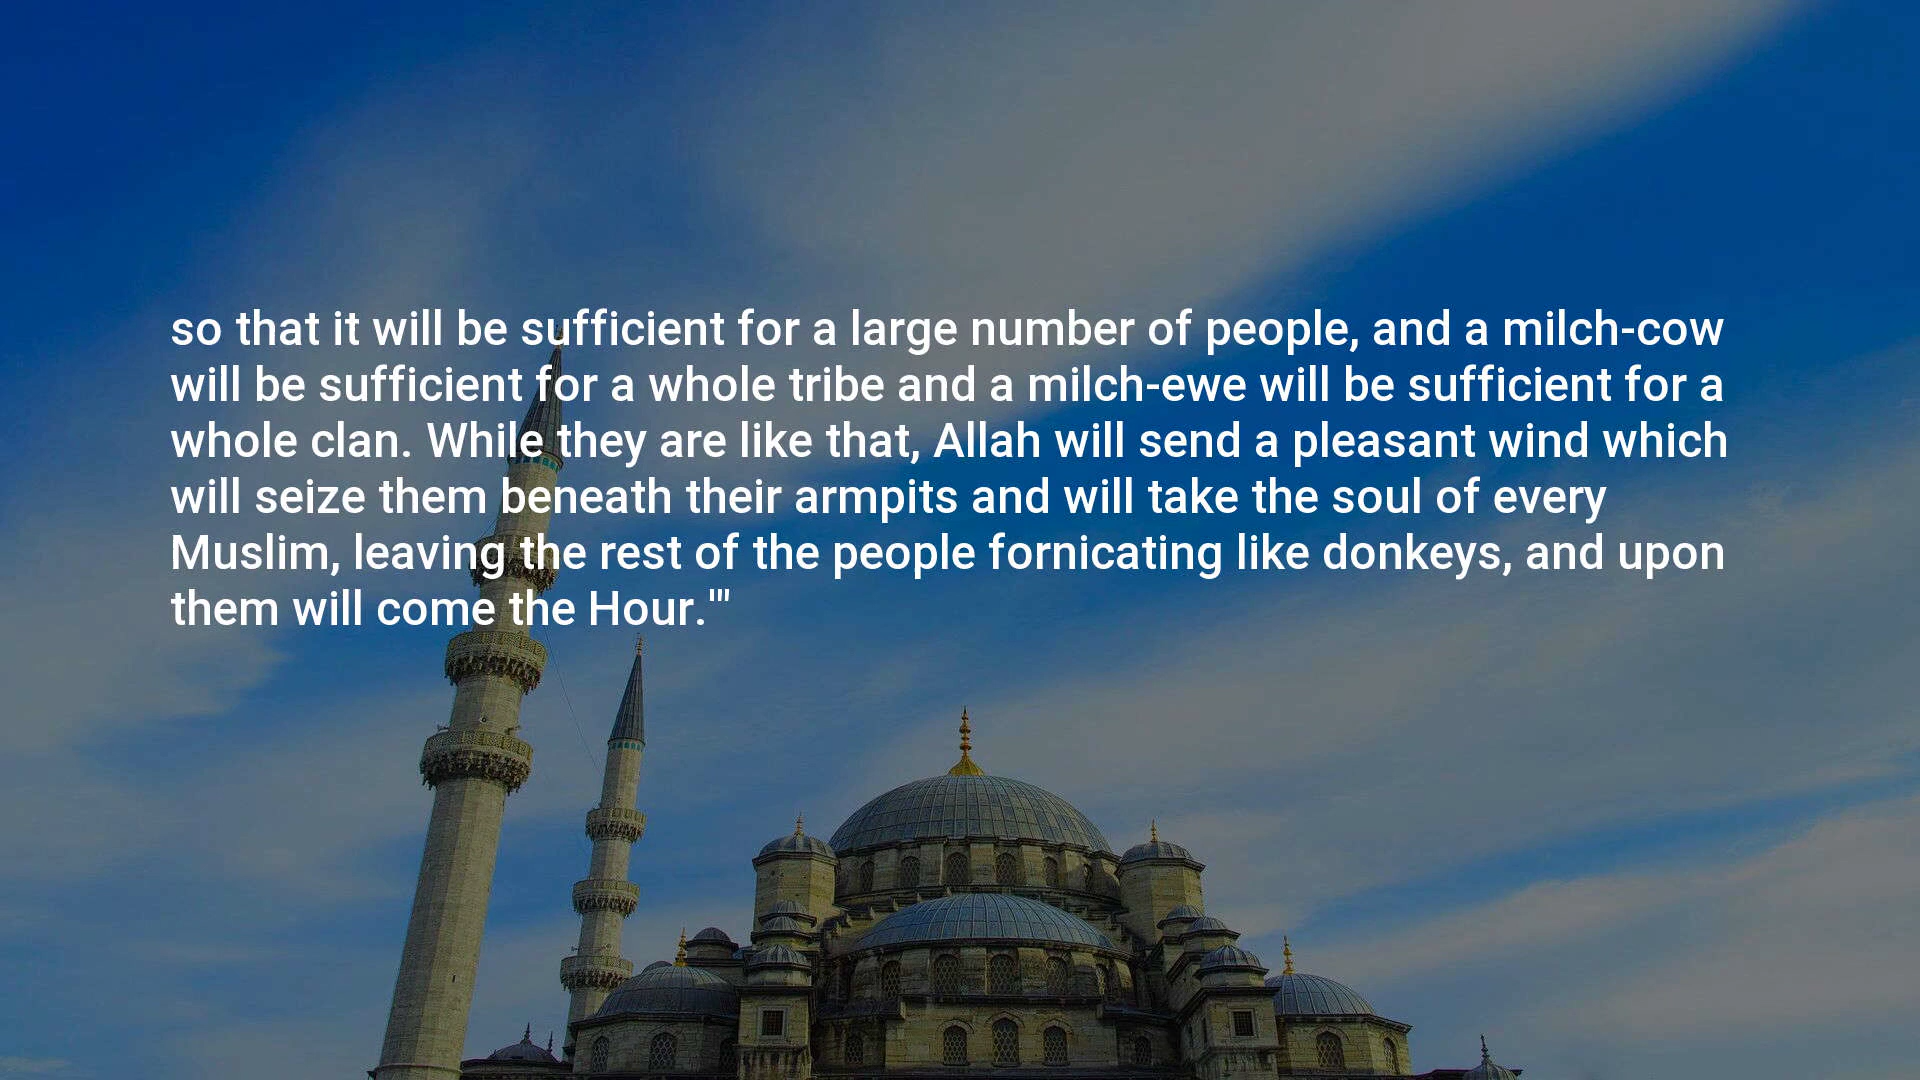 so that it will be sufficient for a large number of people, and a milch-cow
will be sufficient for a whole tribe and a milch-ewe will be sufficient for a
whole clan. While they are like that, Allah will send a pleasant wind which
will seize them beneath their armpits and will take the soul of every
Muslim, leaving the rest of the people fornicating like donkeys, and upon
them will come the Hour.'"